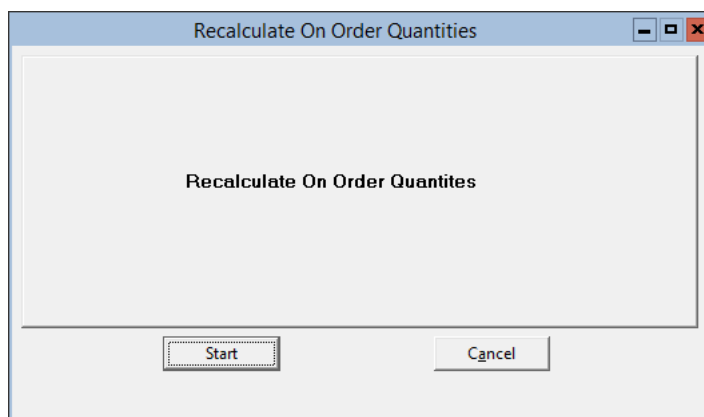 Recalculate On Order Quantities
Recalculate On Order Quantites
Start
Cancel